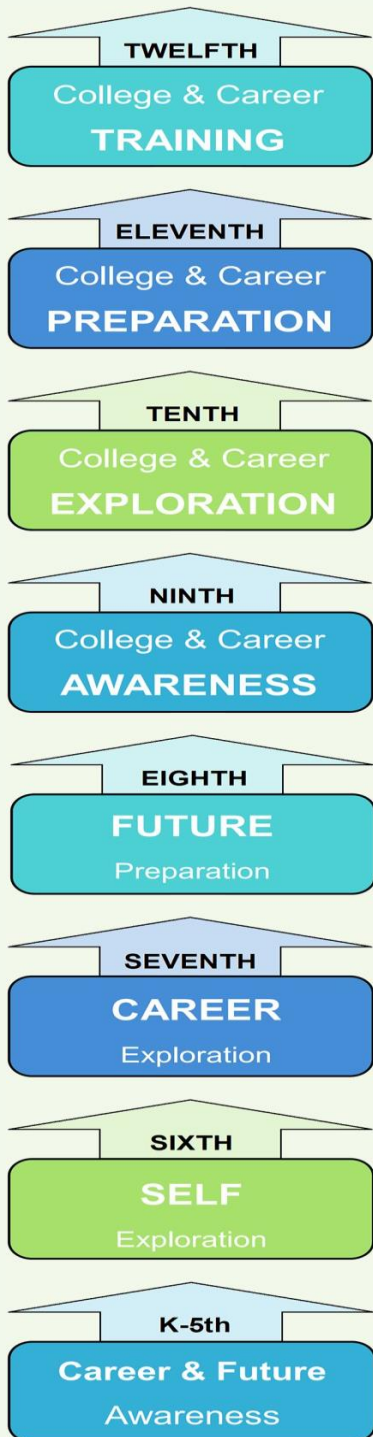 TWELFTH
College & Career
TRAINING
ELEVENTH
College & Career
PREPARATION
TENTH
College & Career
EXPLORATION
NINTH
College & Career
AWARENESS
EIGHTH
FUTURE
Preparation
SEVENTH
CAREER
Exploration
SIXTH
SELF
Exploration
K-5th
Career & Future
Awareness